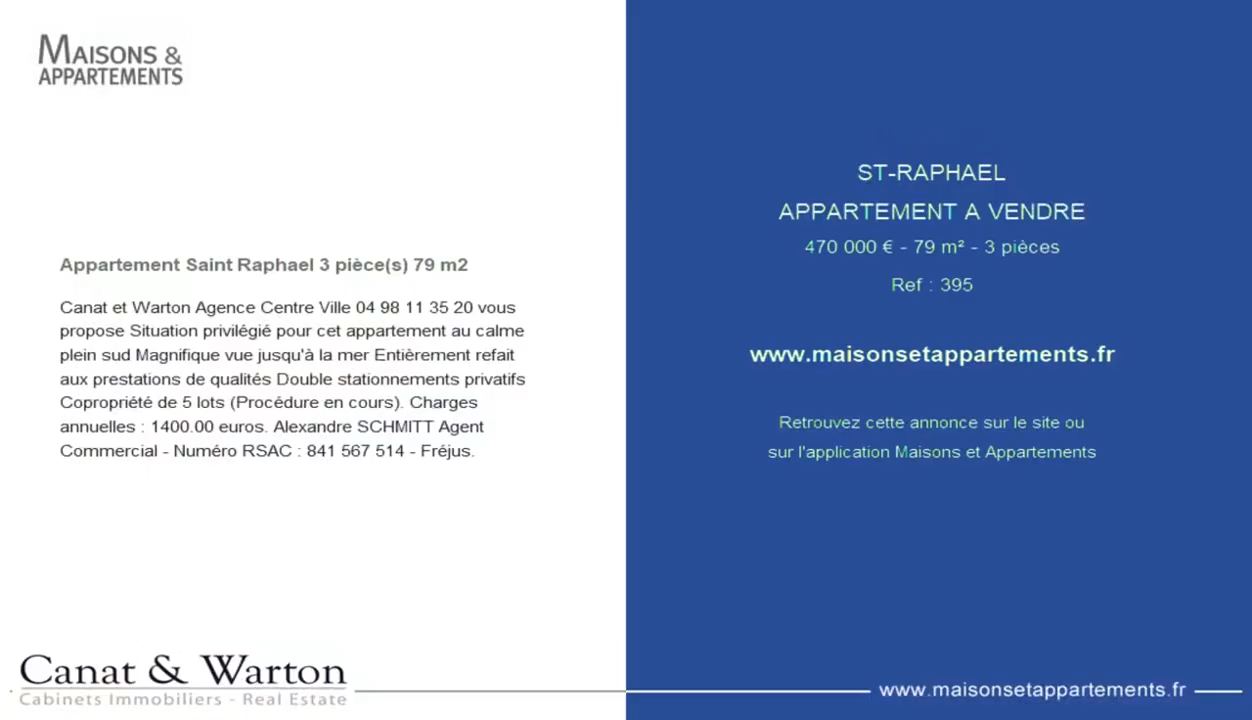 MAISONS &
APPARTEMENTS
Appartement Saint Raphael 3 pièce(s) 79 m2
Canat et Warton Agence Centre Ville 04 98 11 35 20 vous
propose Situation privilégié pour cet appartement au calme
plein sud Magnifique vue jusqu'à la mer Entièrement refait
aux prestations de qualités Double stationnements privatifs
Copropriété de 5 lots (Procédure en cours). Charges
annuelles : 1400.00 euros. Alexandre SCHMITT Agent
Commercial - Numéro RSAC : 841 567 514 - Fréjus.
Canat & Warton
Cabinets Immobiliers - Real Estate
ST-RAPHAEL
APPARTEMENT A VENDRE
470 000 € - 79 m² - 3 pièces
Ref : 395
www.maisonsetappartements.fr
Retrouvez cette annonce sur le site ou
sur l'application Maisons et Appartements
www.maisonsetappartements.fr